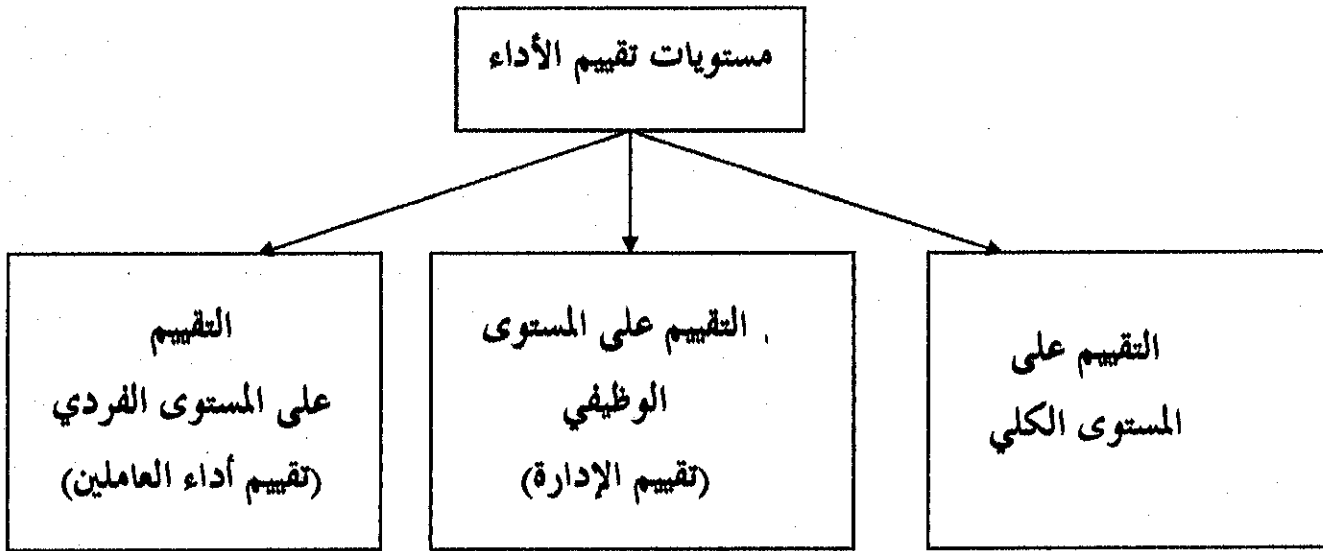 مستويات تقييم الأداء
التقييم على
المستوى الكلي
التقييم على المستوى
الوظيفي
(تقييم الإدارة)
التقييم
على المستوى الفردي
(تقييم أداء العاملين)